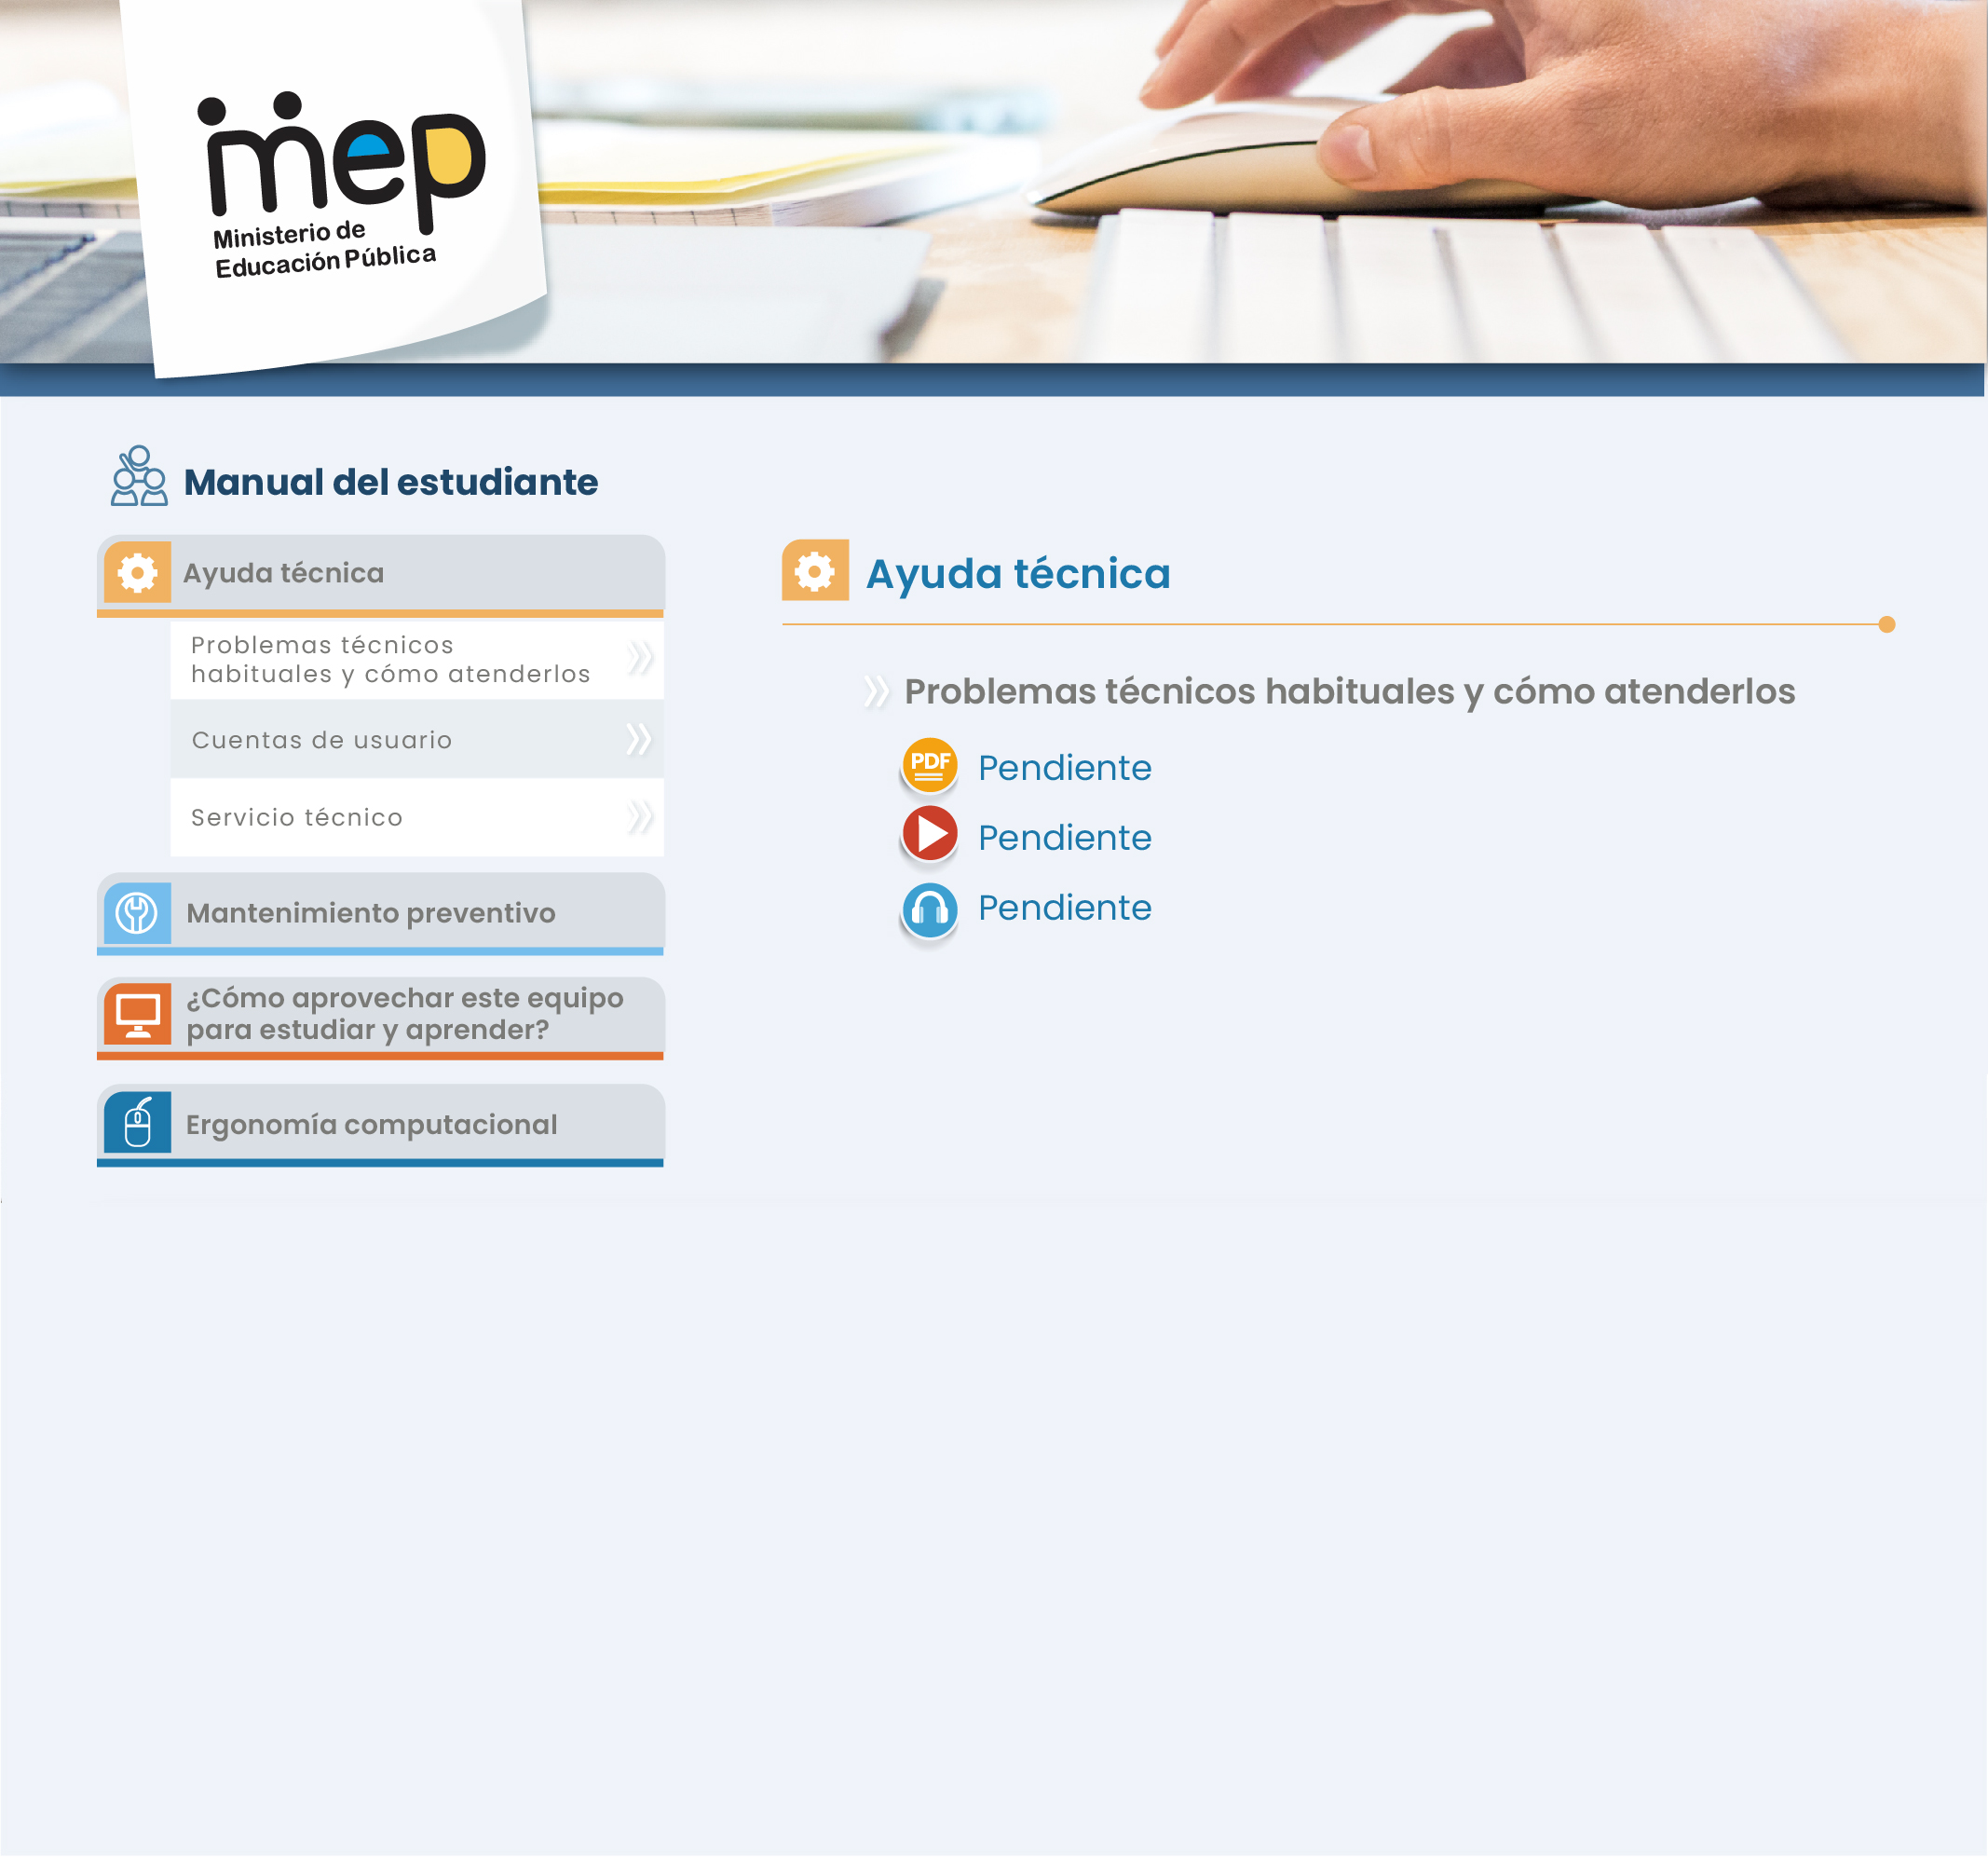 mep
Ministerio de
Educación Pública
Manual del estudiante
Ayuda técnica
Problemas técnicos
habituales y cómo atenderlos
Cuentas de usuario
Servicio técnico
Mantenimiento preventivo
¿Cómo aprovechar este equipo
para estudiar y aprender?
Ergonomía computacional
Ayuda técnica
Problemas técnicos habituales y cómo atenderlos
PDF
Pendiente
Pendiente
Pendiente